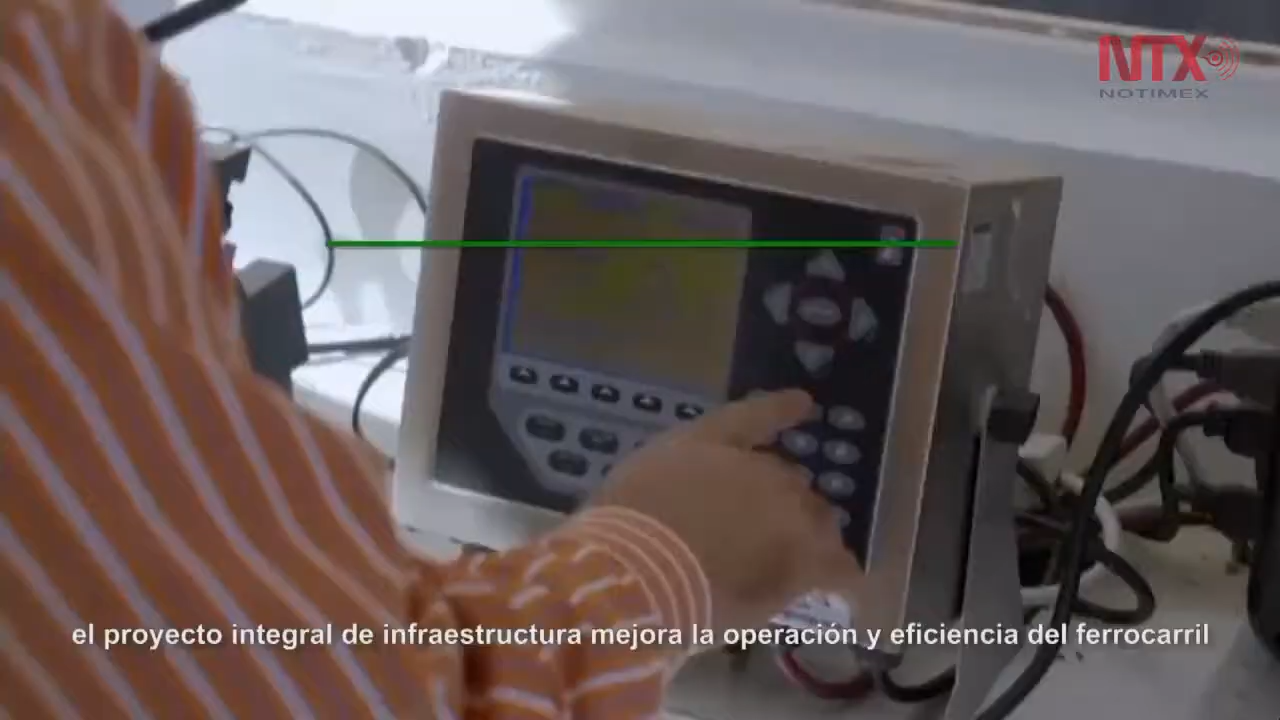 NTX
NOTIMEX
el proyecto integral de infraestructura mejora la operación y eficiencia del ferrocarril